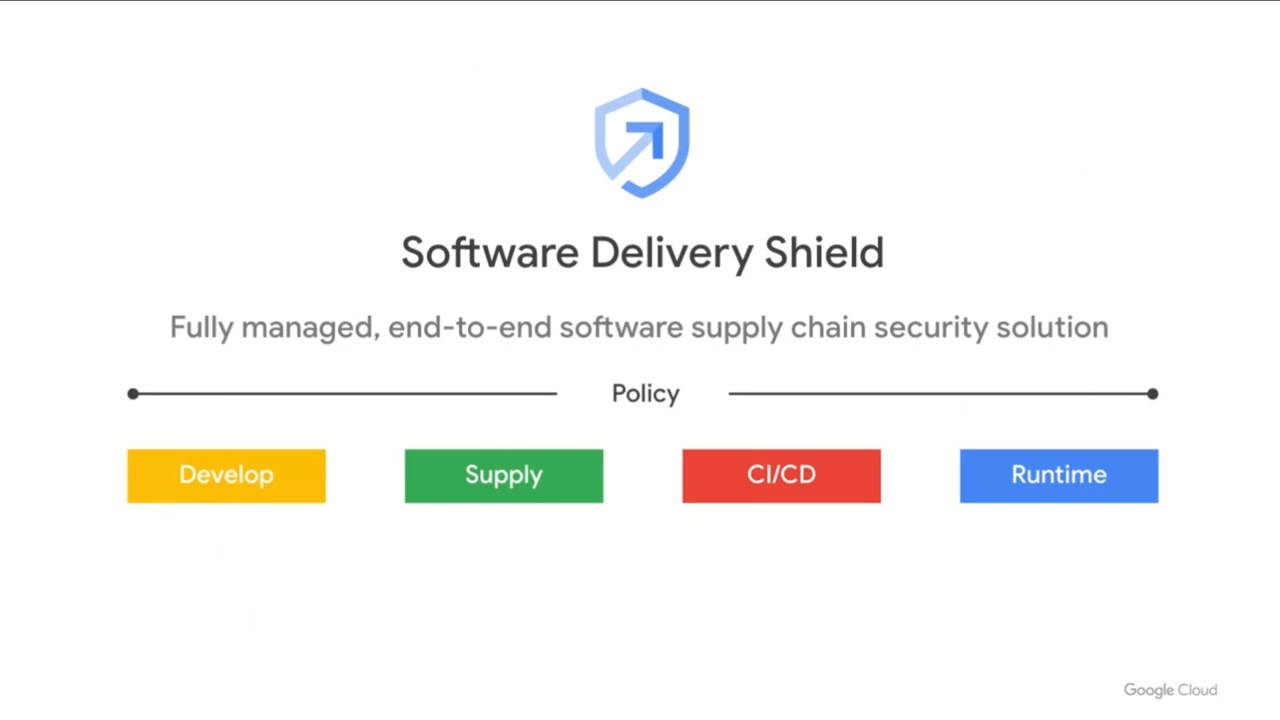 Software Delivery Shield
Fully managed, end-to-end software supply chain security solution
Policy
Develop
Supply
CI/CD
Runtime
Google Cloud